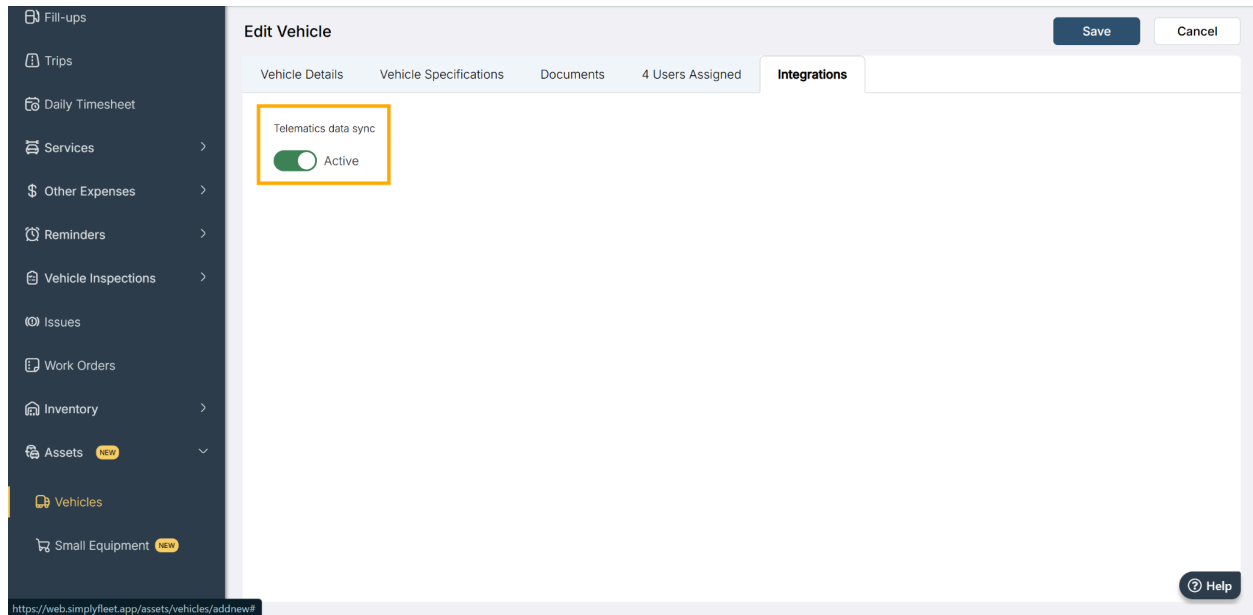 Fill-ups
Trips
Daily Timesheet
Services
$ Other Expenses
Reminders
Vehicle Inspections
Issues
Work Orders
Inventory
Assets NEW
Vehicles
Small Equipment NEW
https://web.simplyfleet.app/assets/vehicles/addnew#
Edit Vehicle
Save Cancel
Vehicle Details Vehicle Specifications Documents 4 Users Assigned Integrations
Telematics data sync
Active
? Help